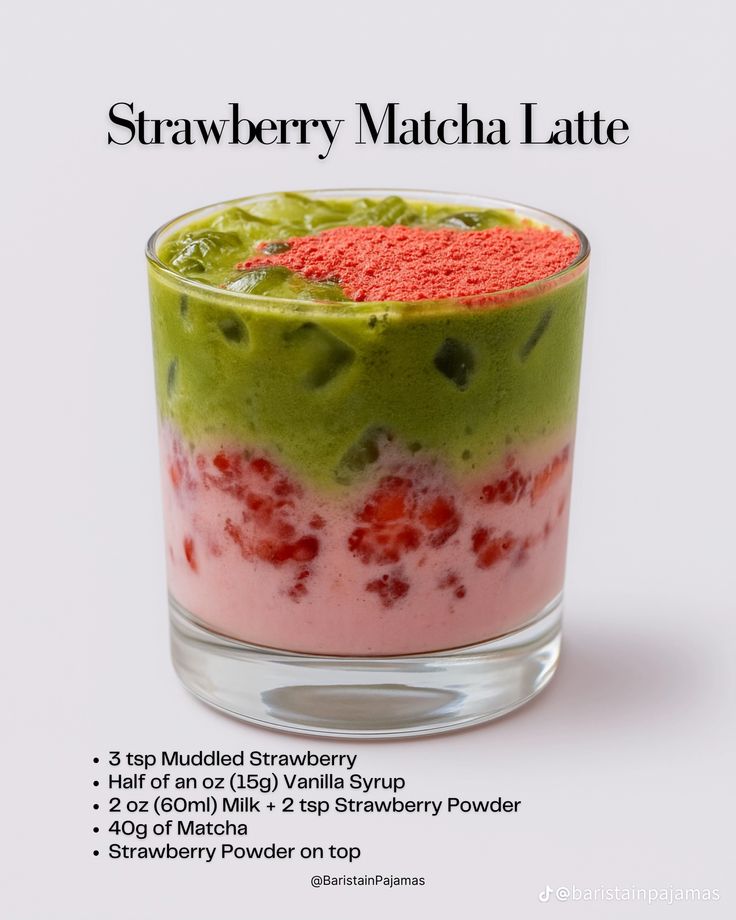 Strawberry Matcha Latte
• 3 tsp Muddled Strawberry
• Half of an oz (15g) Vanilla Syrup
• 2 oz (60ml) Milk + 2 tsp Strawberry Powder
• 40g of Matcha
• Strawberry Powder on top
@BaristainPajamas
@baristainpajamas